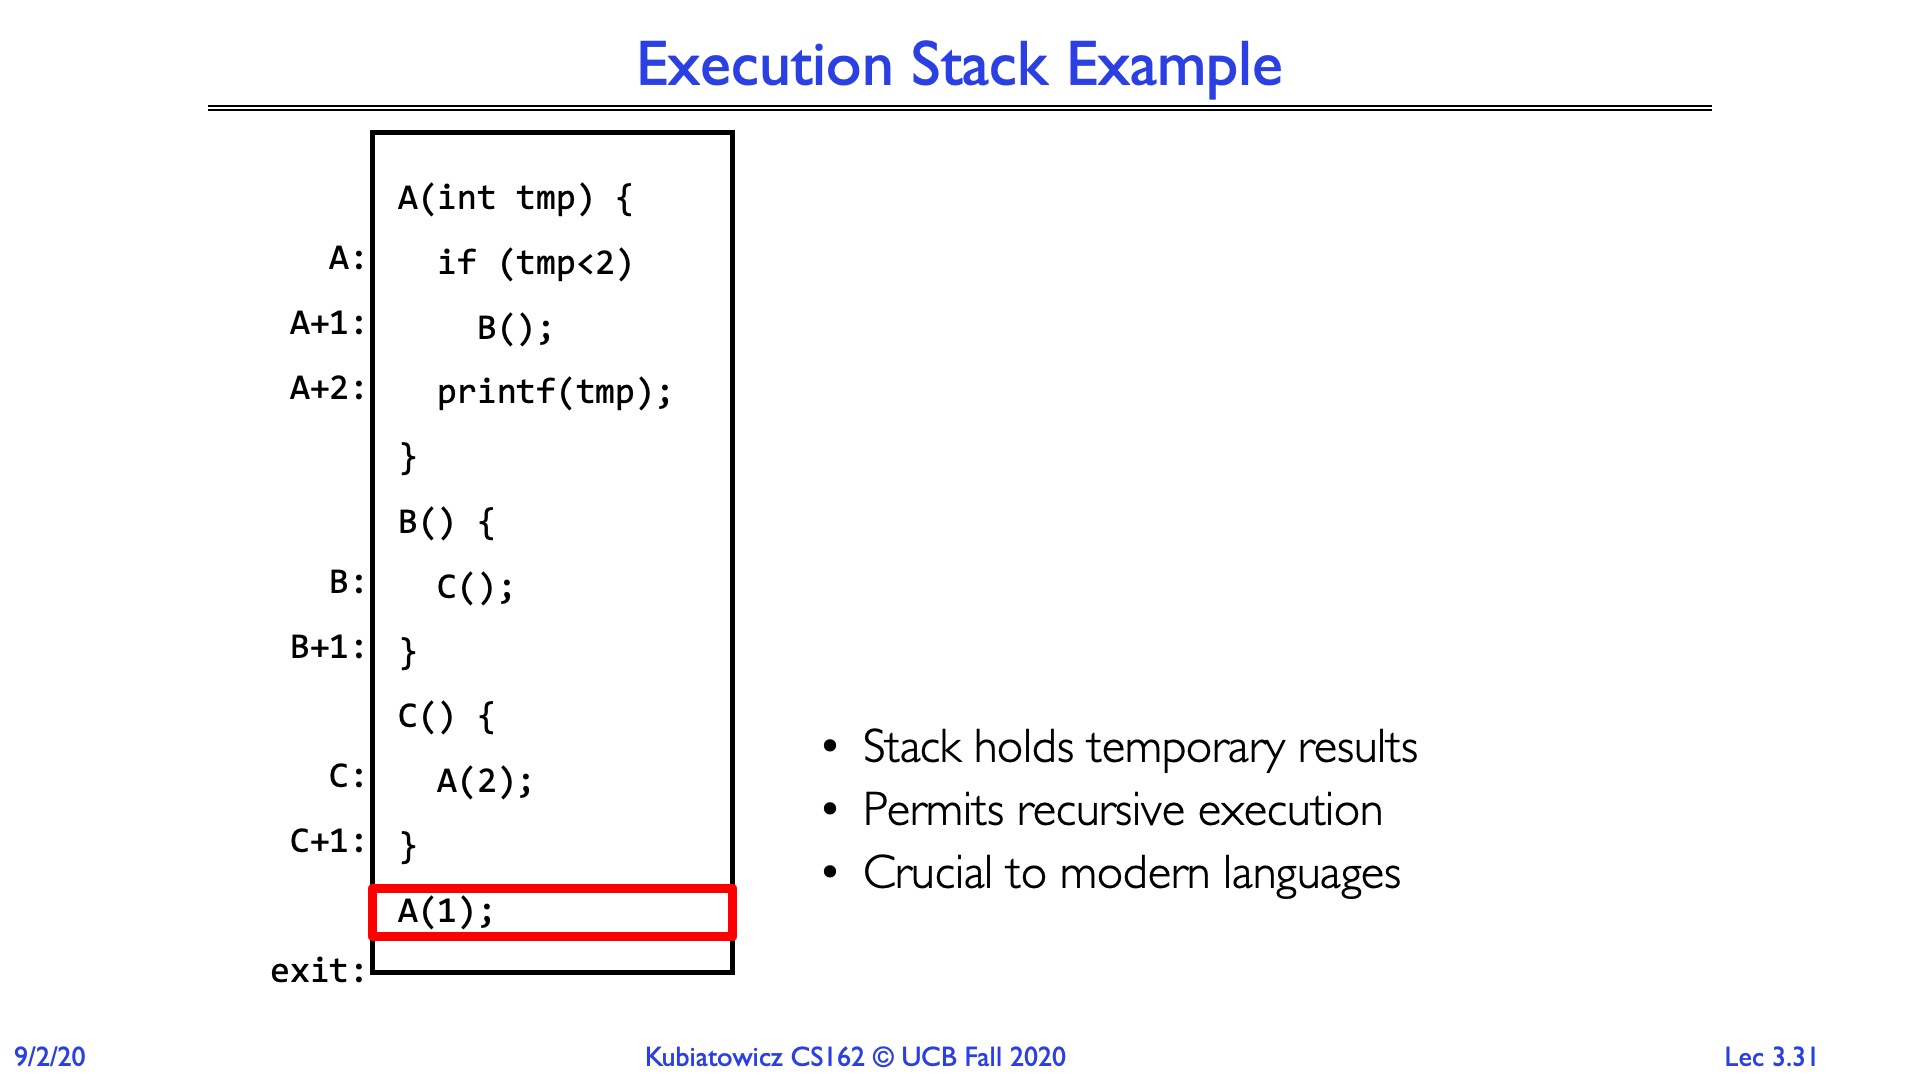 Execution Stack Example
A(int tmp) {
A: if (tmp<2)
A+1: B();
A+2: printf(tmp);
}
B() {
B: C();
B+1: }
C() {
C: A(2);
C+1: }
A(1);
exit:
• Stack holds temporary results
• Permits recursive execution
• Crucial to modern languages
9/2/20 Kubiatowicz CS162 © UCB Fall 2020 Lec 3.31